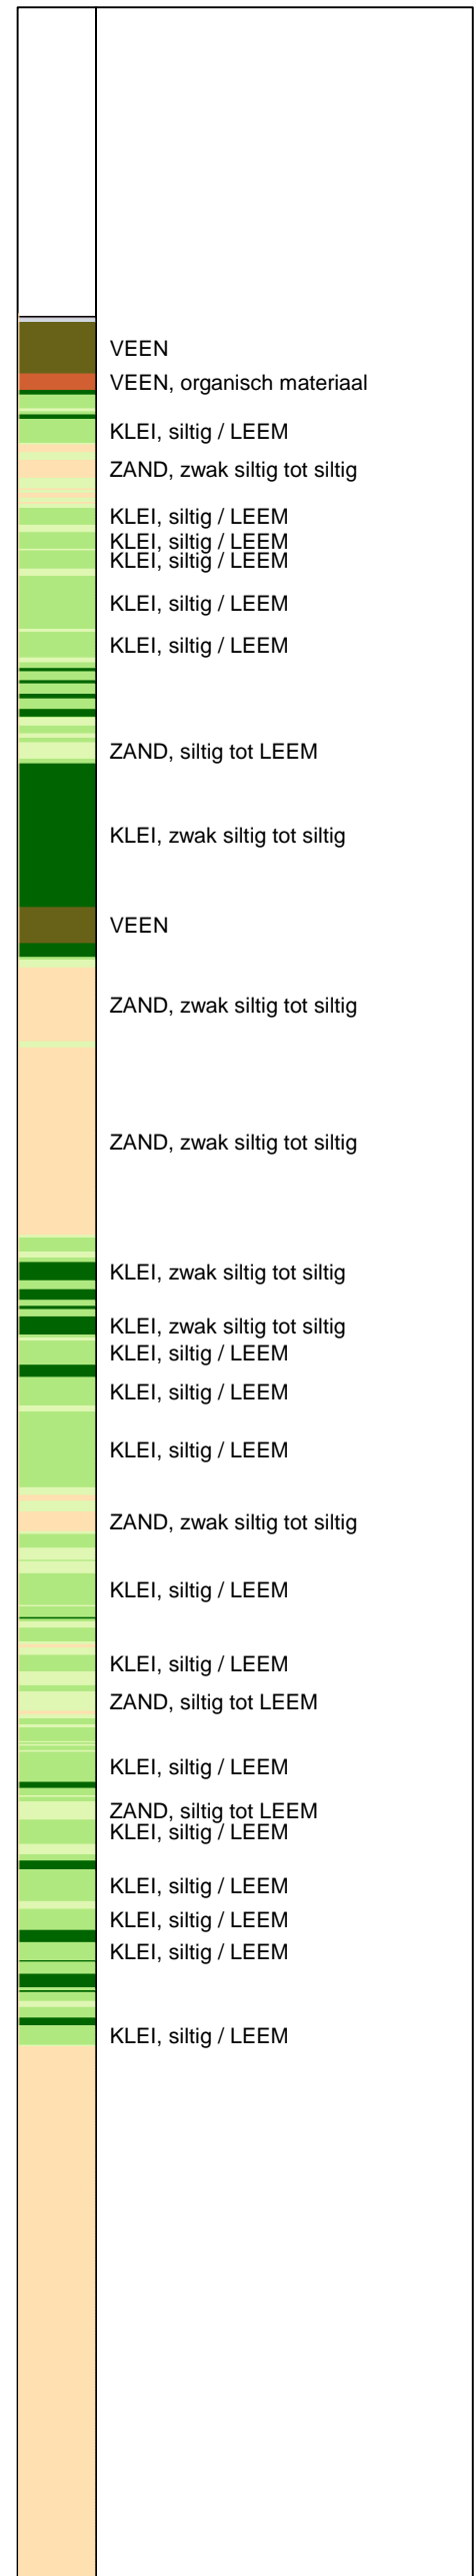 VEEN
VEEN, organisch materiaal
KLEI, siltig / LEEM
ZAND, zwak siltig tot siltig
KLEI, siltig / LEEM
KLEI, siltig / LEEM
KLEI, siltig / LEEM
KLEI, siltig / LEEM
KLEI, siltig / LEEM
ZAND, siltig tot LEEM
KLEI, zwak siltig tot siltig
VEEN
ZAND, zwak siltig tot siltig
ZAND, zwak siltig tot siltig
KLEI, zwak siltig tot siltig
KLEI, zwak siltig tot siltig
KLEI, siltig / LEEM
KLEI, siltig / LEEM
KLEI, siltig / LEEM
ZAND, zwak siltig tot siltig
KLEI, siltig / LEEM
KLEI, siltig / LEEM
ZAND, siltig tot LEEM
KLEI, siltig / LEEM
ZAND, siltig tot LEEM
KLEI, siltig / LEEM
KLEI, siltig / LEEM
KLEI, siltig / LEEM
KLEI, siltig / LEEM
KLEI, siltig / LEEM